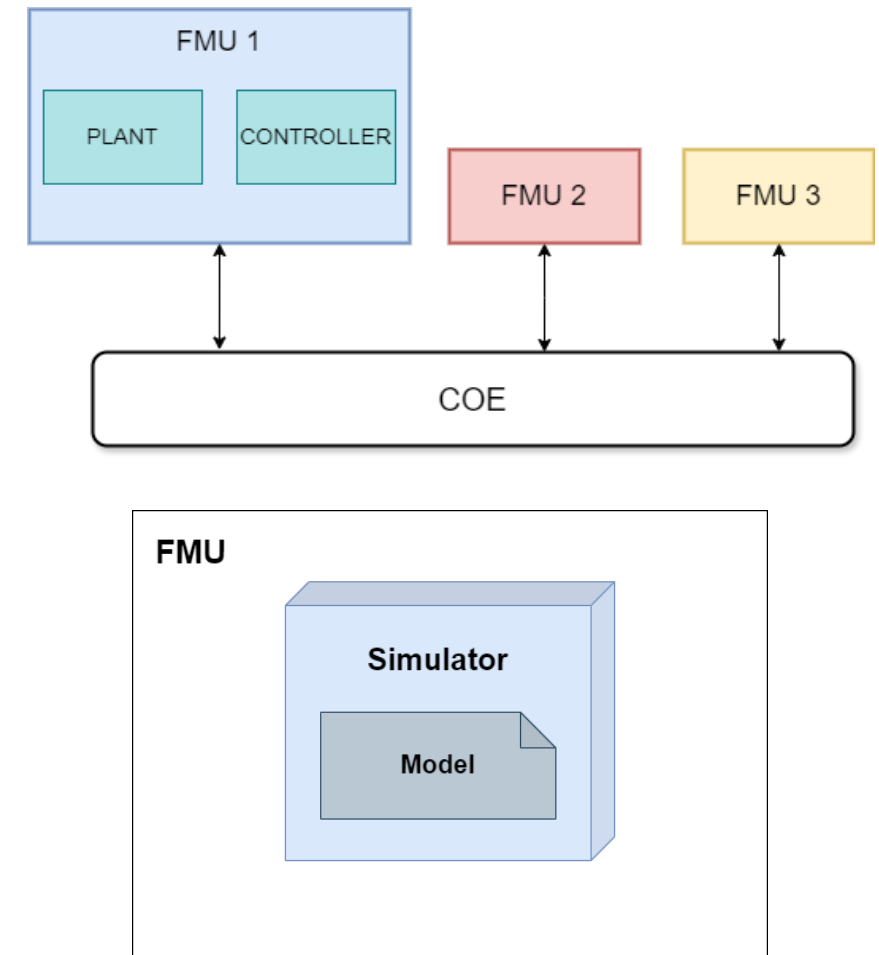 FMU 1
PLANT
CONTROLLER
FMU 2
FMU 3
COE
FMU
Simulator
Model